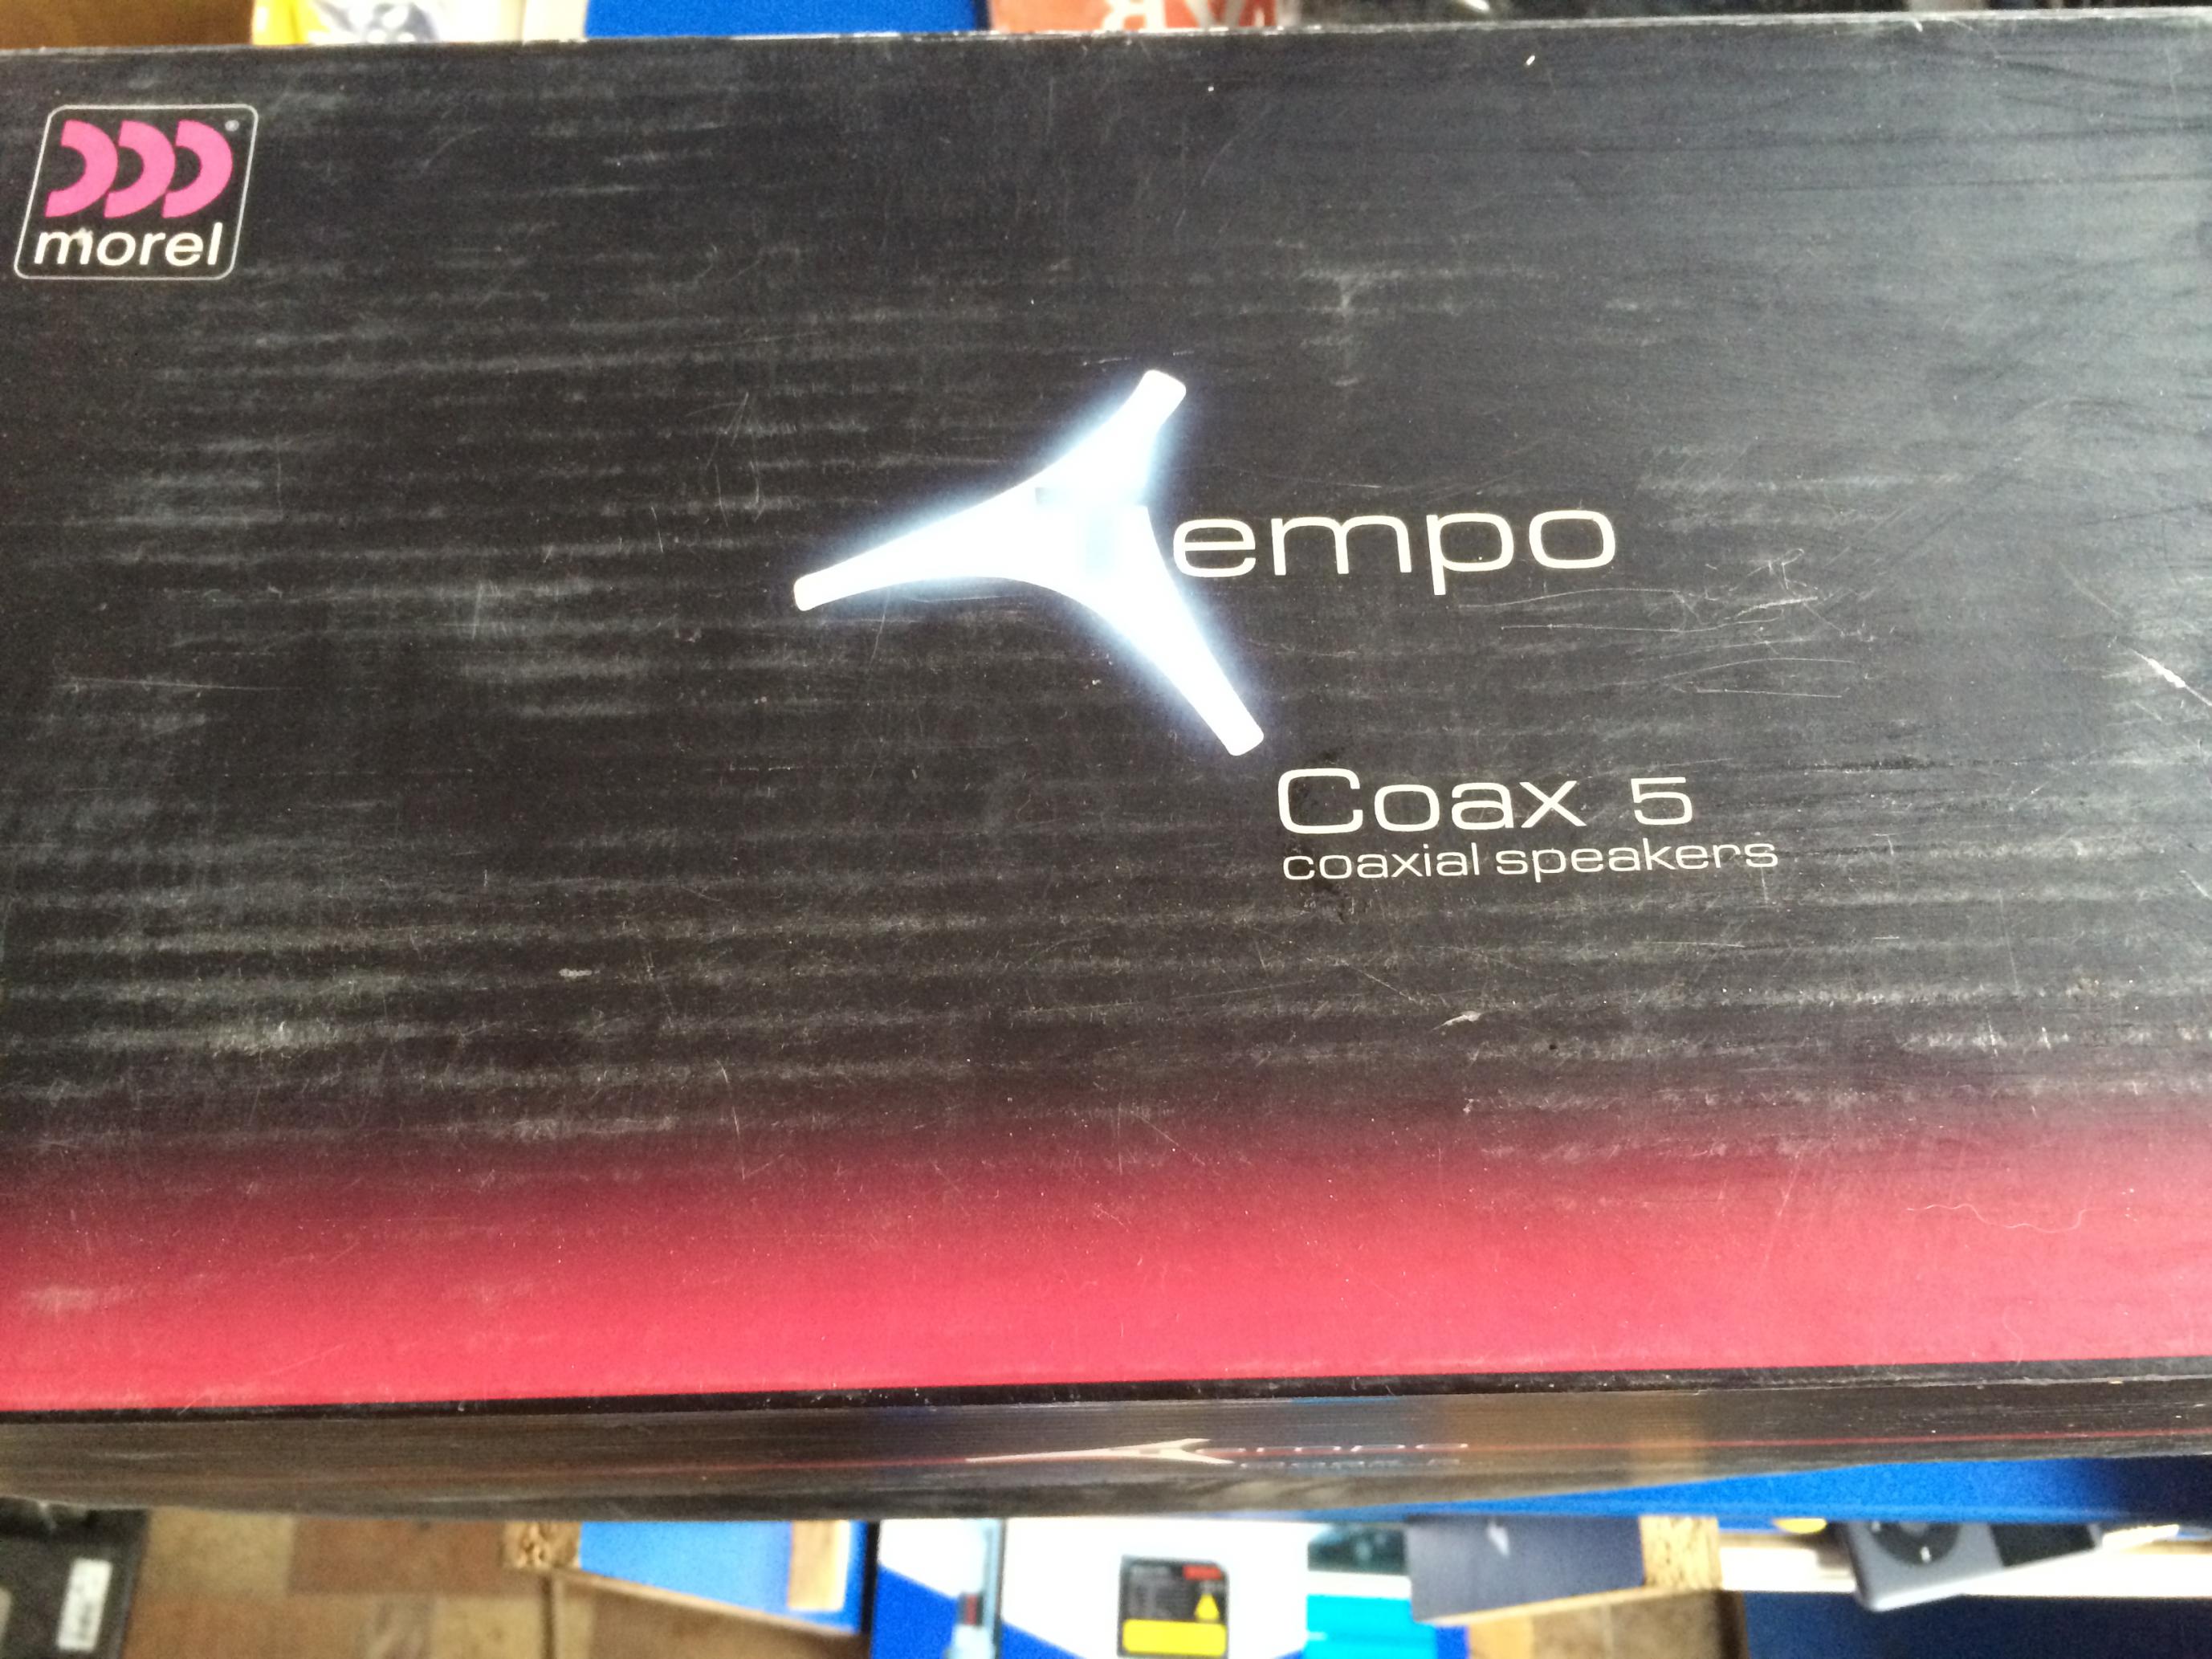 morel
Tempo
Coax 5
coaxial speakers